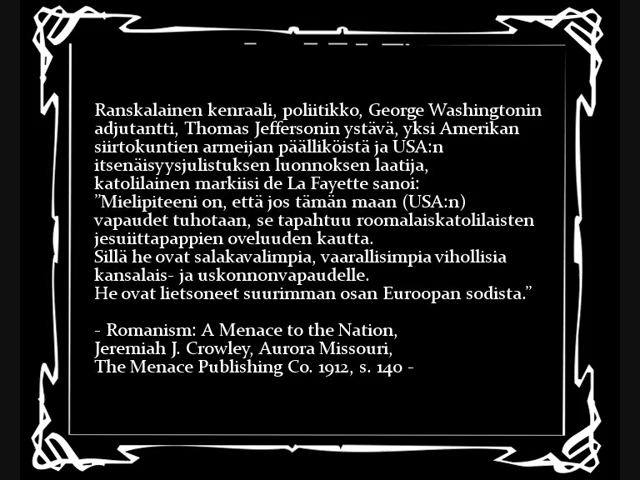 Ranskalainen kenraali, poliitikko, George Washingtonin
adjutantti, Thomas Jeffersonin ystävä, yksi Amerikan
siirtokuntien armeijan päälliköistä ja USA:n
itsenäisyysjulistuksen luonnoksen laatija,
katolilainen markiisi de La Fayette sanoi:
”Mielipiteeni on, että jos tämän maan (USA:n)
vapaudet tuhotaan, se tapahtuu roomalaiskatolilaisten
jesuiittapappien oveluuden kautta.
Sillä he ovat salakavalimpia, vaarallisimpia vihollisia
kansalais- ja uskonnonvapaudelle.
He ovat lietsoneet suurimman osan Euroopan sodista.”
- Romanism: A Menace to the Nation,
Jeremiah J. Crowley, Aurora Missouri,
The Menace Publishing Co. 1912, s. 140 -